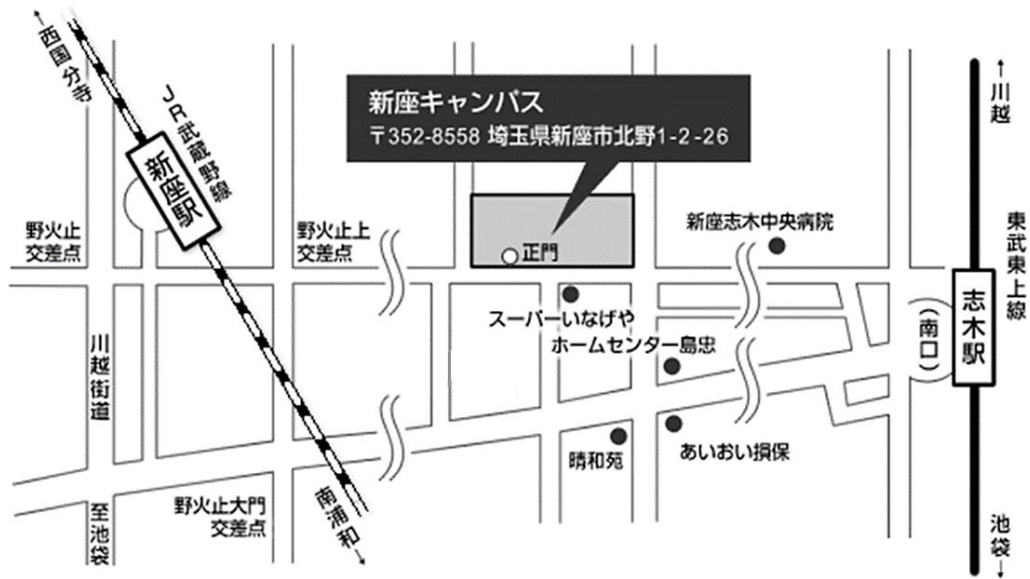 西国分寺
JR武蔵野線
新座駅
新座キャンパス
〒352-8558 埼玉県新座市北野1-2-26
川越
野火止
交差点
野火止上
交差点
正門
新座志木中央病院
東武東上線
志木駅
(南口)
スーパーいなげや
ホームセンター島忠
川越街道
晴和苑
あいおい損保
野火止大門
交差点
至池袋
南浦和
池袋